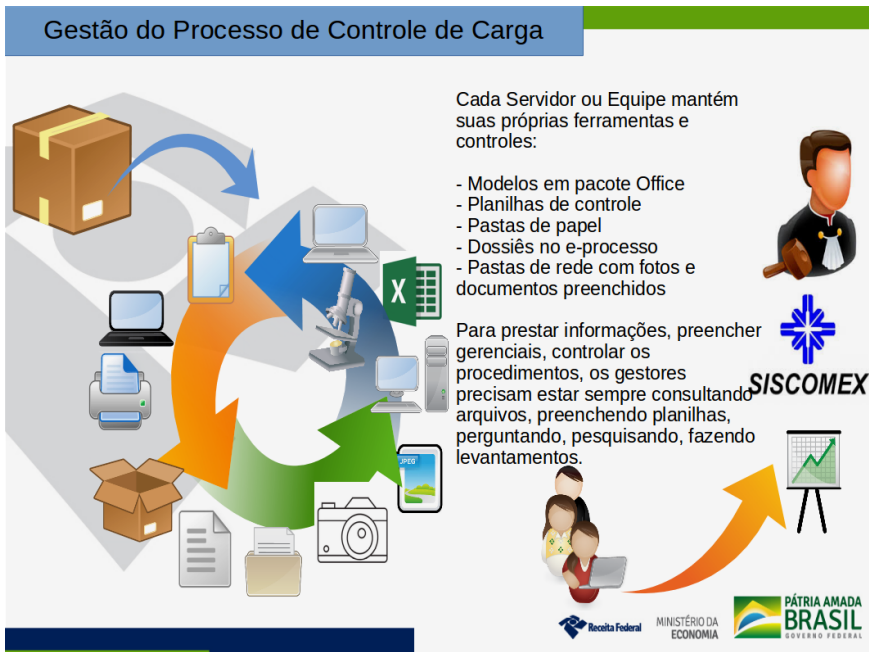 Gestão do Processo de Controle de Carga
Cada Servidor ou Equipe mantém
suas próprias ferramentas e
controles:
- Modelos em pacote Office
- Planilhas de controle
- Pastas de papel
- Dossiês no e-processo
- Pastas de rede com fotos e
documentos preenchidos
Para prestar informações, preencher
gerenciais, controlar os
procedimentos, os gestores
precisam estar sempre consultando
arquivos, preenchendo planilhas,
perguntando, pesquisando, fazendo
levantamentos.
SISCOMEX
X
JPEG
Receita Federal
MINISTÉRIO DA
ECONOMIA
PÁTRIA AMADA
BRASIL
GOVERNO FEDERAL